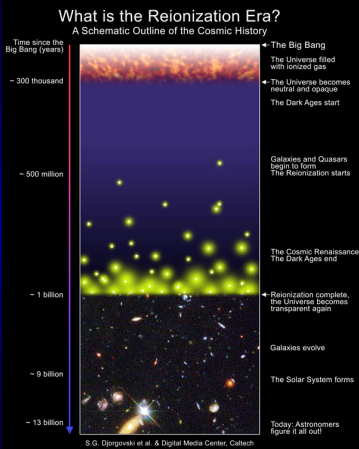 What is the Reionization Era?
A Schematic Outline of the Cosmic History
Time since the
Big Bang (years)
The Big Bang
The Universe filled
with ionized gas
~ 300 thousand
The Universe becomes
neutral and opaque
The Dark Ages start
Galaxies and Quasars
begin to form
The Reionization starts
~ 500 million
The Cosmic Renaissance
The Dark Ages end
~ 1 billion
Reionization complete,
the Universe becomes
transparent again
Galaxies evolve
~ 9 billion
The Solar System forms
~ 13 billion
Today: Astronomers
figure it all out!
S.G. Djorgovski et al. & Digital Media Center, Caltech